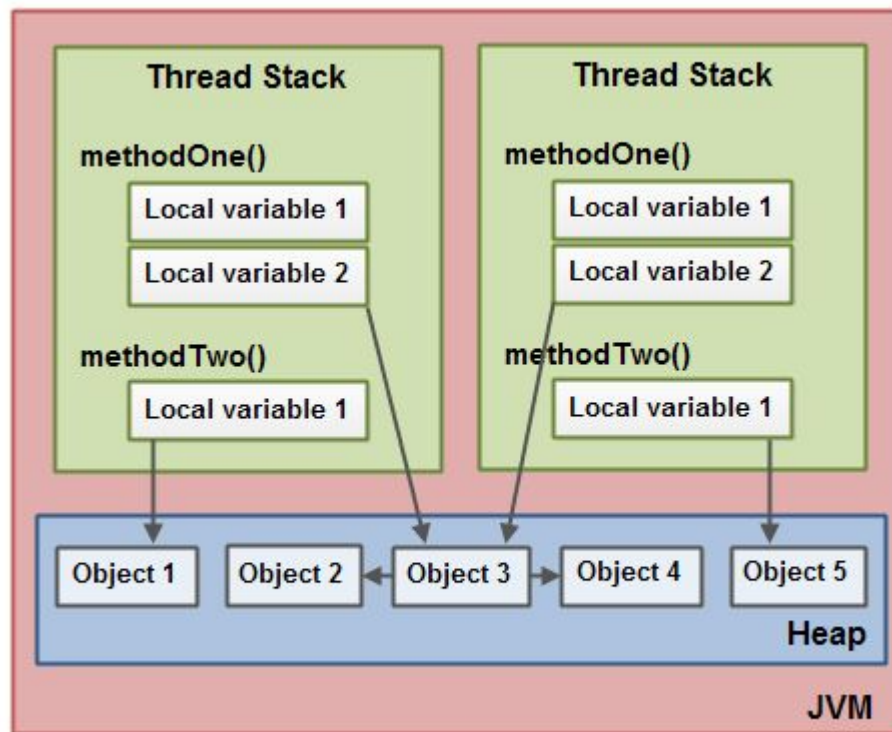 Thread Stack
methodOne()
Local variable 1
Local variable 2
methodTwo()
Local variable 1
Thread Stack
methodOne()
Local variable 1
Local variable 2
methodTwo()
Local variable 1
Object 1
Object 2
Object 3
Object 4
Object 5
Heap
JVM